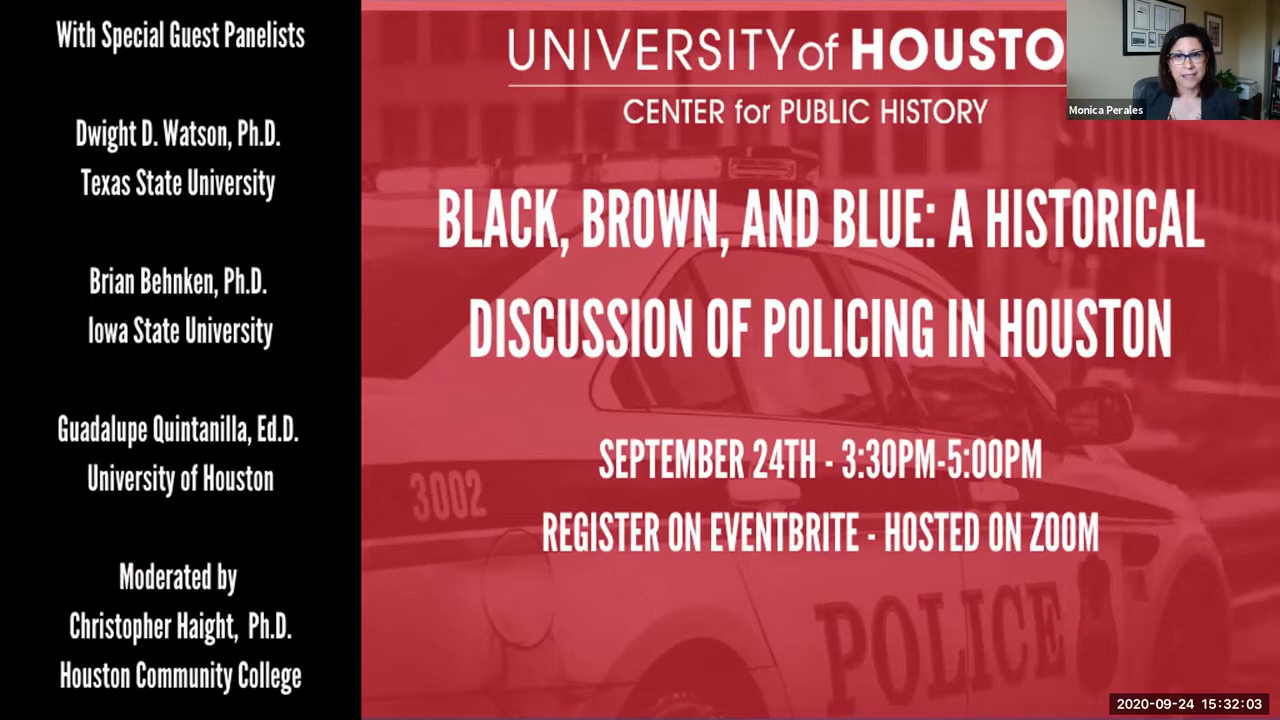 With Special Guest Panelists
Dwight D. Watson, Ph.D.
Texas State University
Brian Behnken, Ph.D.
Iowa State University
Guadalupe Quintanilla, Ed.D.
University of Houston
Moderated by
Christopher Haight, Ph.D.
Houston Community College
UNIVERSITY of HOUSTO
CENTER for PUBLIC HISTORY
BLACK, BROWN, AND BLUE: A HISTORICAL
DISCUSSION OF POLICING IN HOUSTON
SEPTEMBER 24TH - 3:30PM-5:00PM
REGISTER ON EVENTBRITE - HOSTED ON ZOOM
3002
POLICE
Monica Perales
2020-09-24 15:32:03